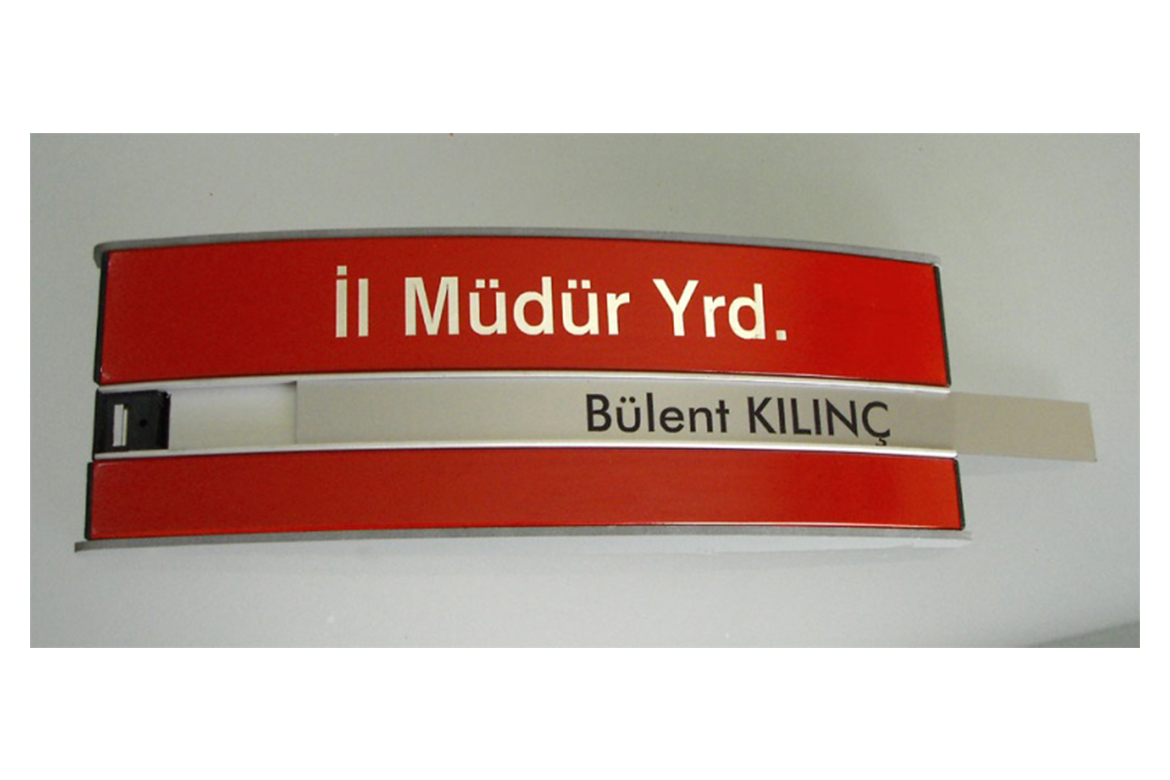 İl Müdür Yrd.
Bülent KILINÇ